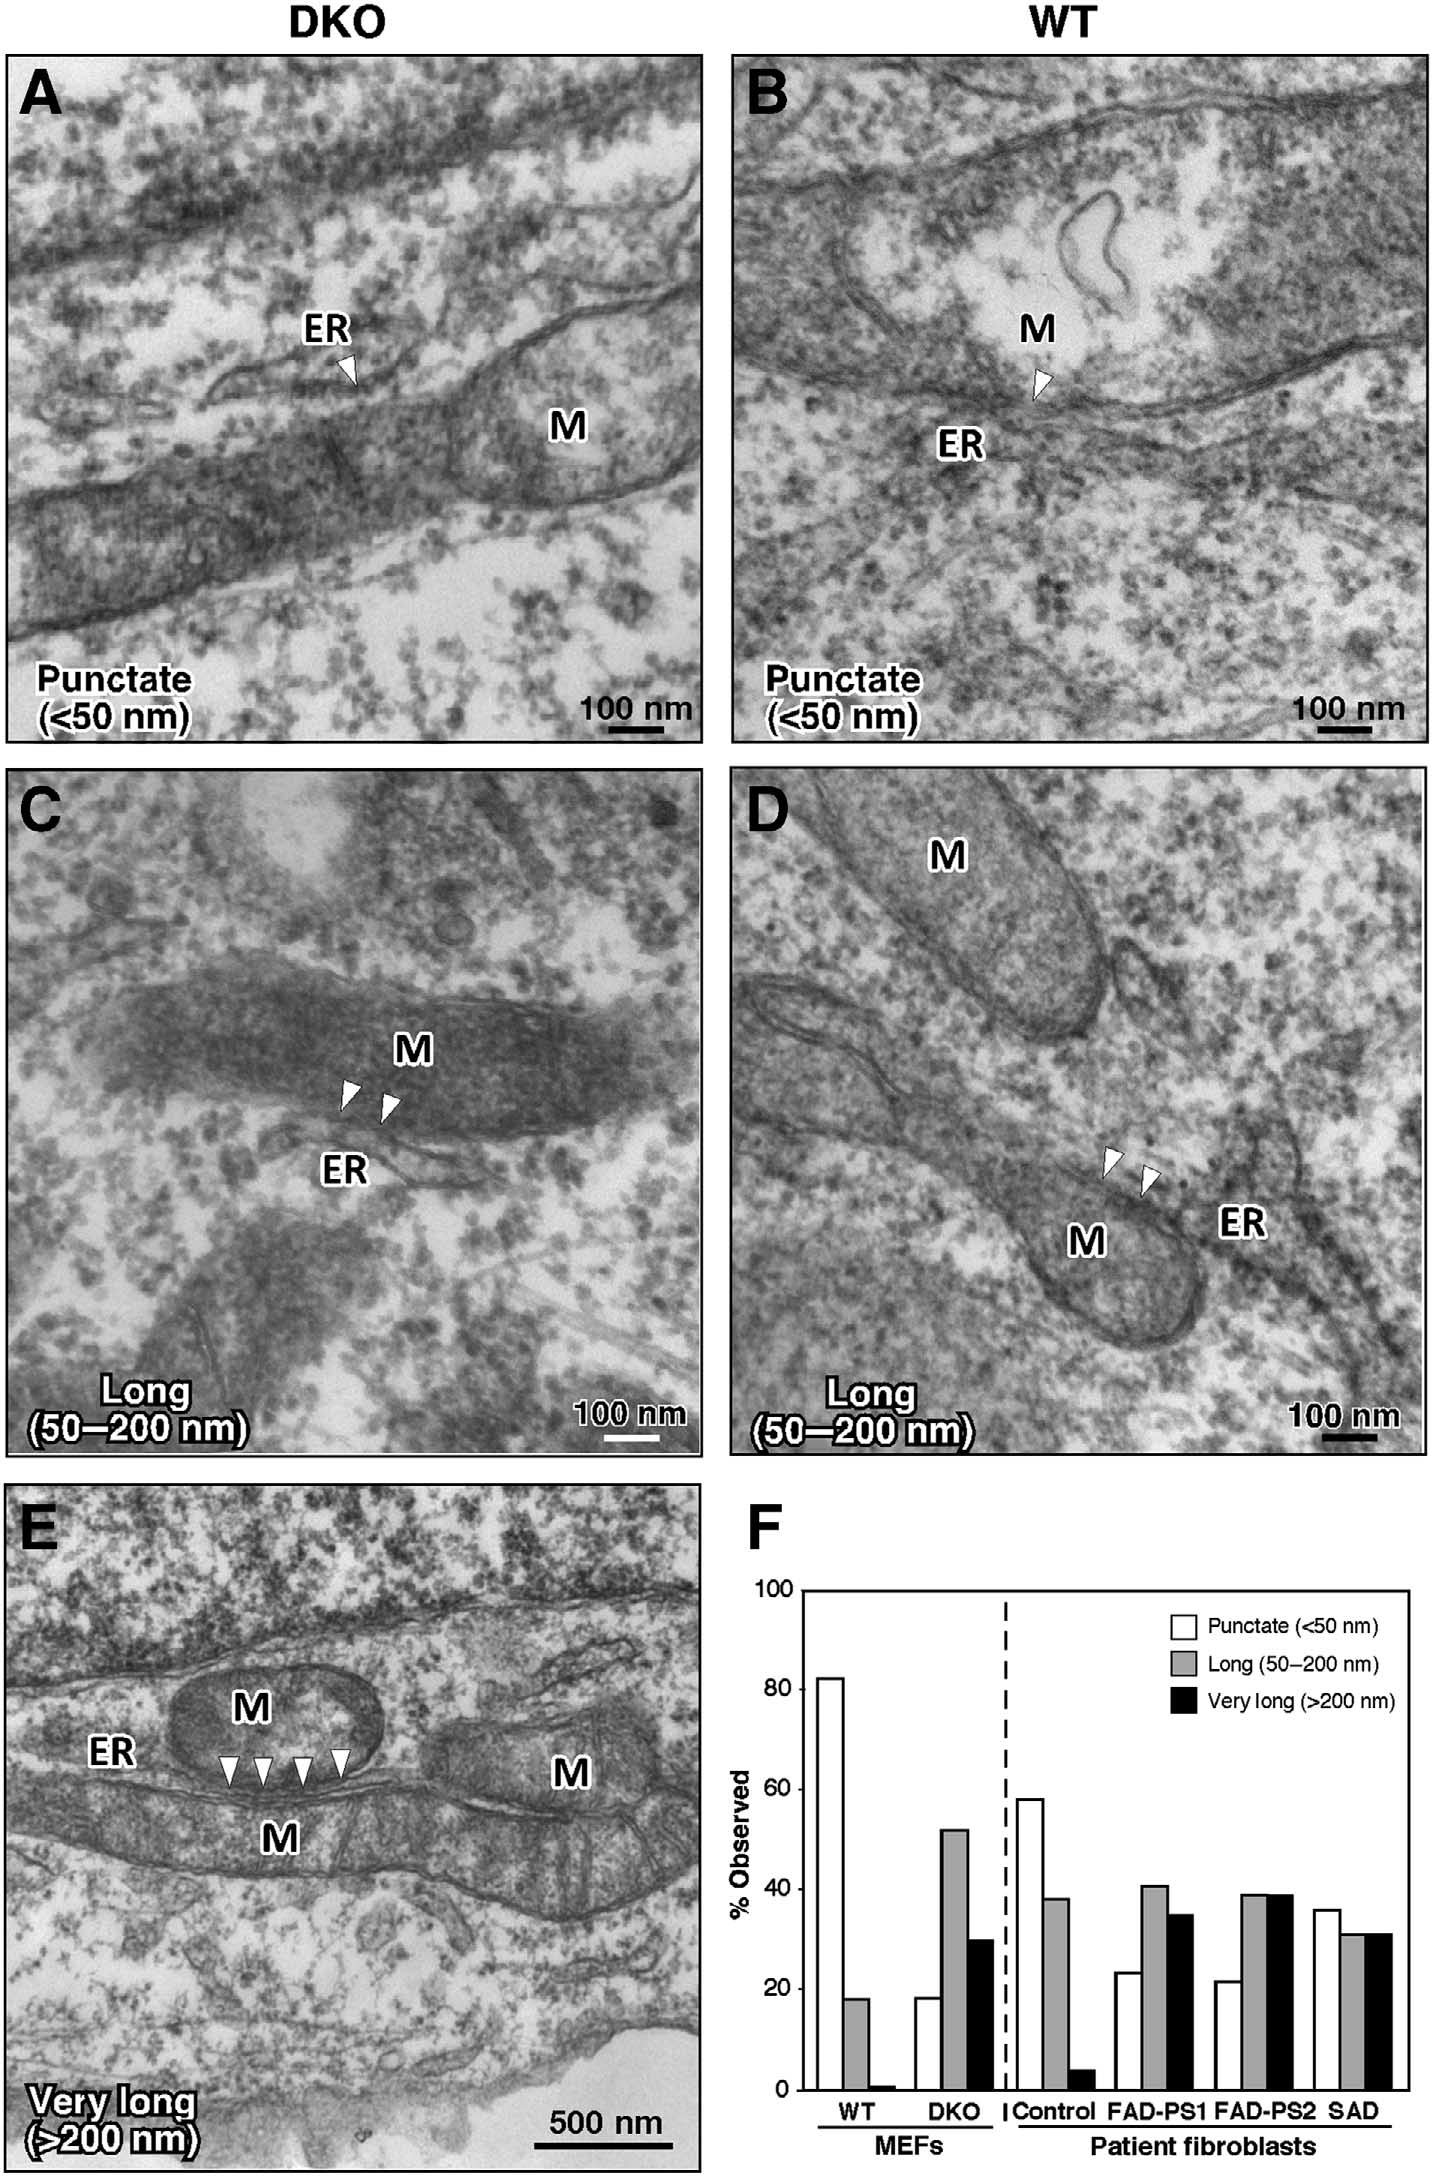 DKO
WT
A
ER
M
Punctate
(<50 nm)
100 nm
B
M
ER
Punctate
(<50 nm)
100 nm
C
M
ER
Long
(50–200 nm)
100 nm
D
M
M
ER
Long
(50–200 nm)
100 nm
E
M
ER
M
M
Very long
(>200 nm)
500 nm
F
100
80
60
40
20
0
% Observed
Punctate (<50 nm)
Long (50–200 nm)
Very long (>200 nm)
WT DKO Control FAD-PS1 FAD-PS2 SAD
MEFs Patient fibroblasts